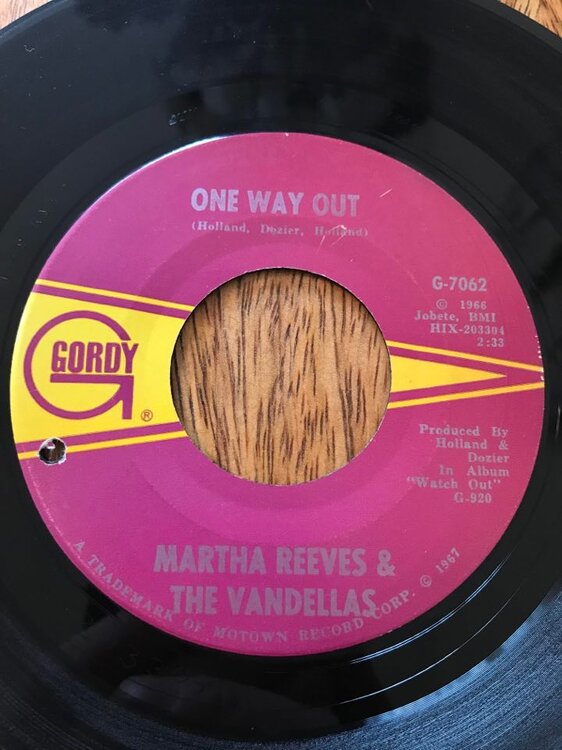 ONE WAY OUT
(Holland, Dozier, Holland)
G-7062
© 1966
Jobete, BMI
HIX-203304
2:33
GORDY
®
Produced By
Holland &
Dozier
In Album
"Watch Out"
G-920
MARTHA REEVES &
THE VANDELLAS
A TRADEMARK OF MOTOWN RECORD CORP. © 1967